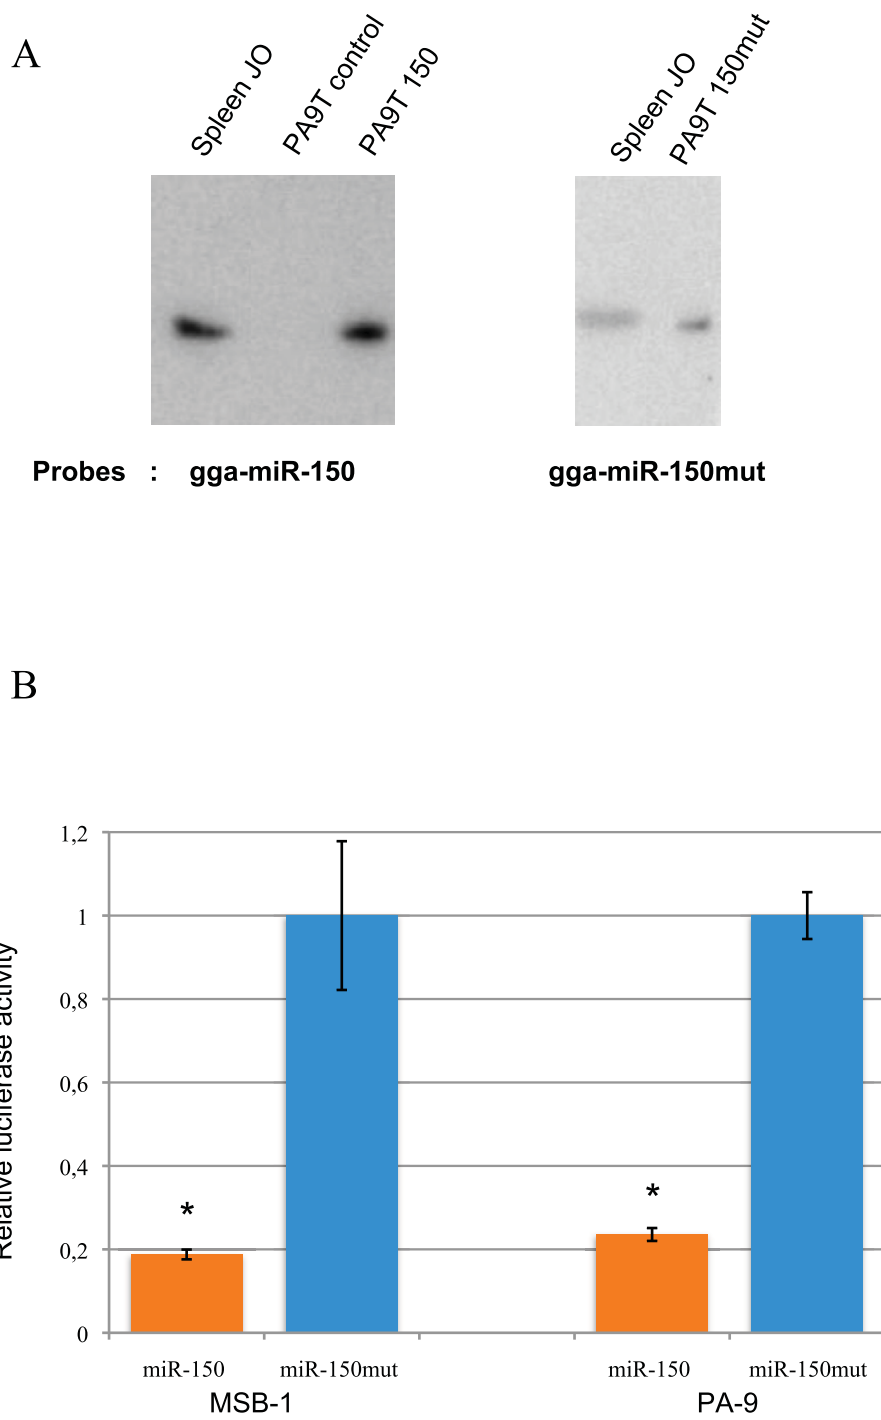 A
Spleen JO
PA9T control
PA9T 150
Spleen JO
PA9T 150mut
Probes : gga-miR-150
gga-miR-150mut
B
Relative luciferase activity
1,2
1
0,8
0,6
0,4
0,2
0
*
*
miR-150
miR-150mut
miR-150
miR-150mut
MSB-1
PA-9